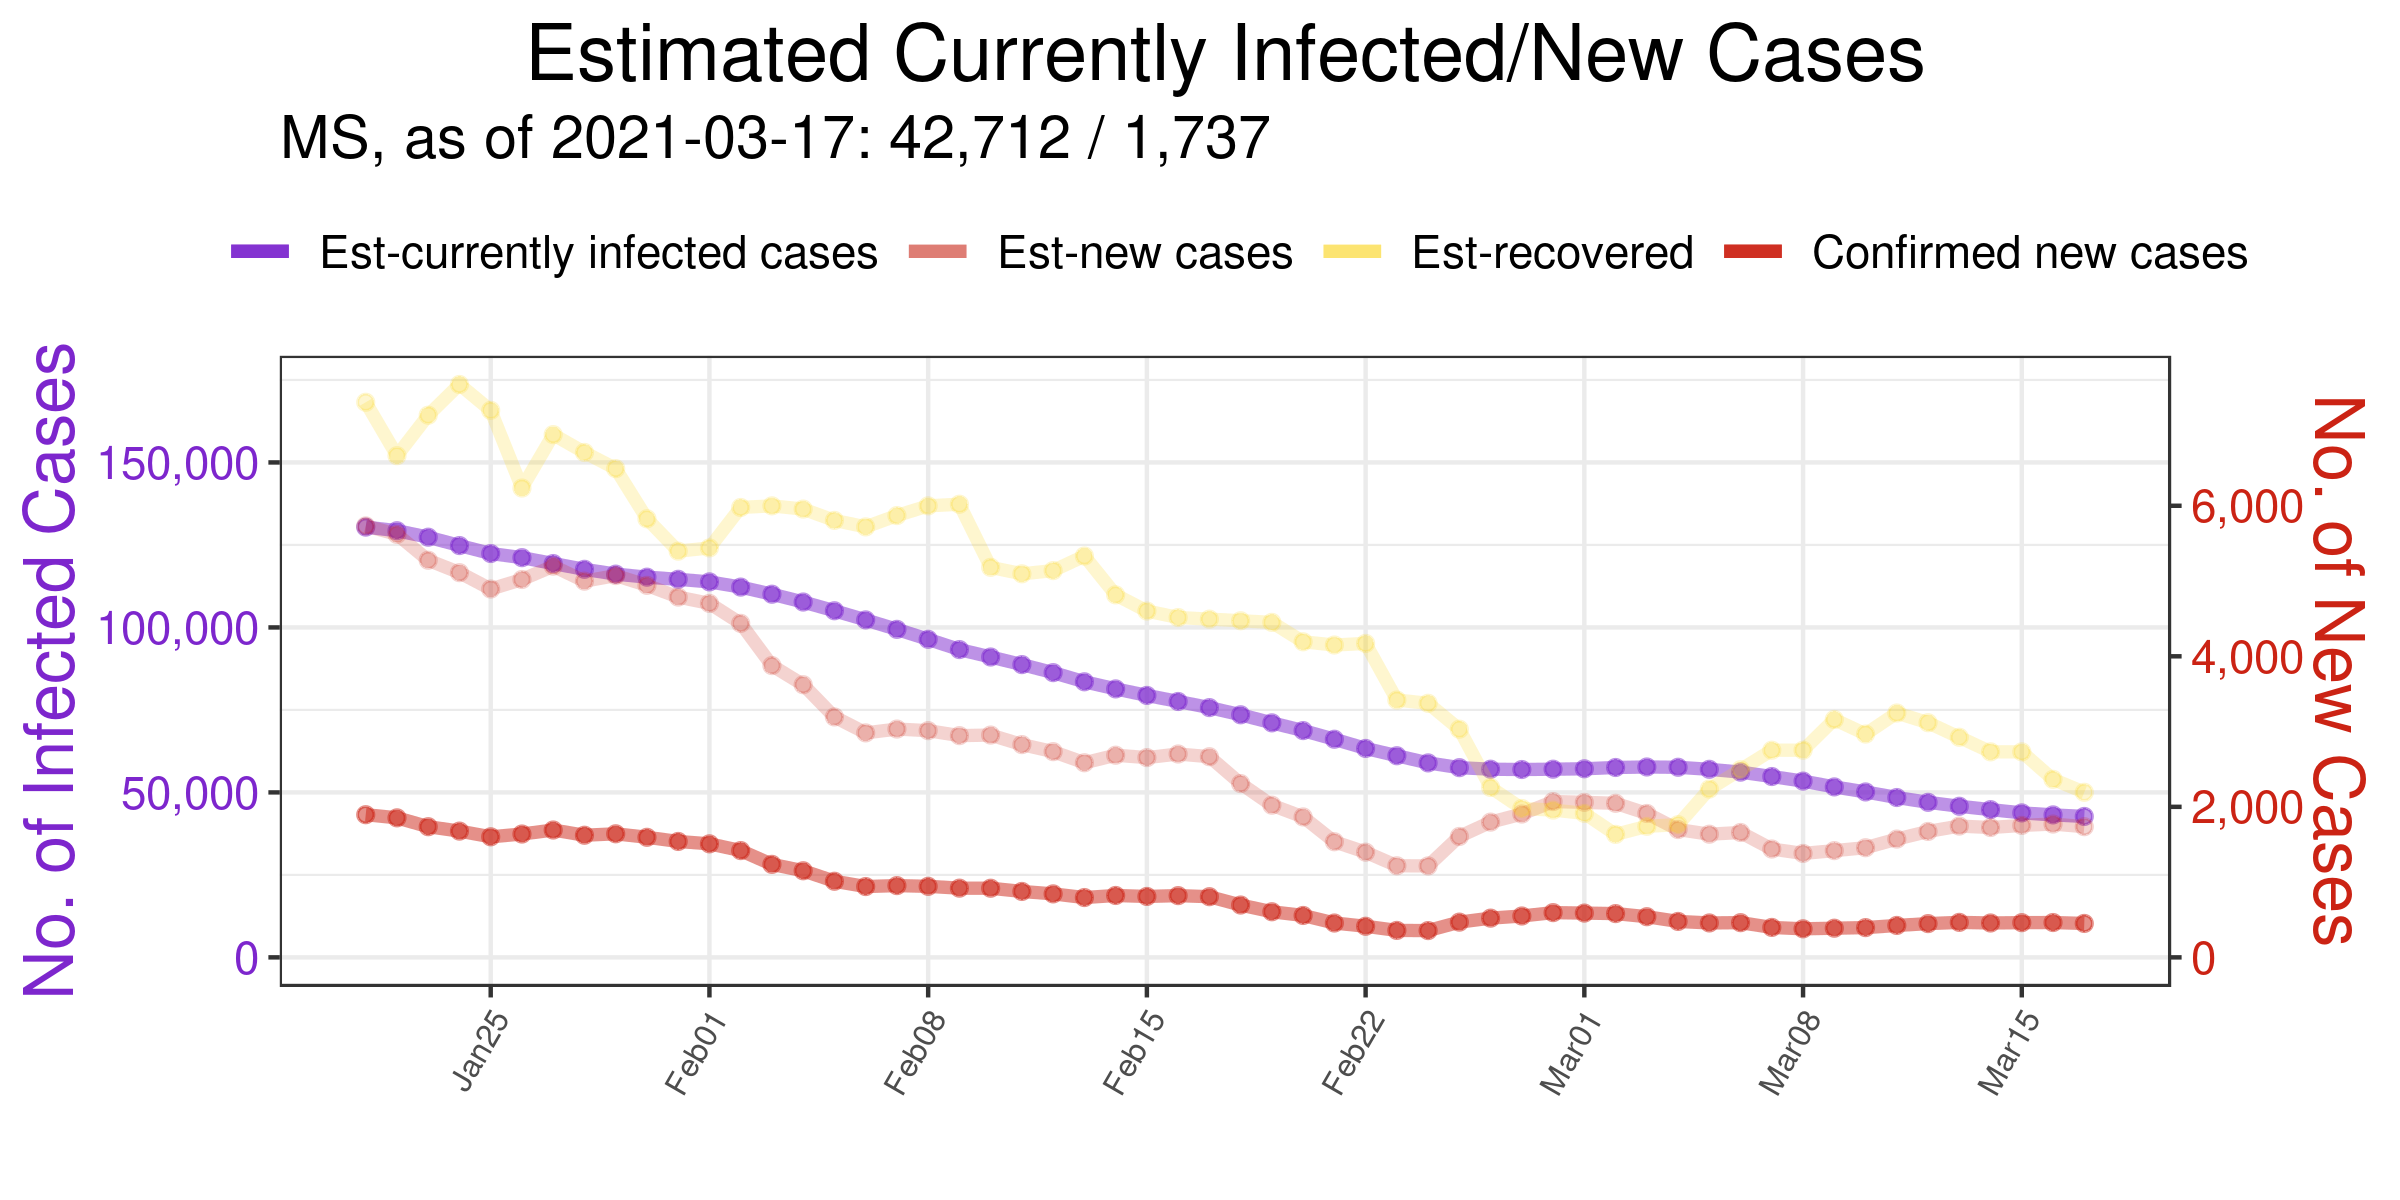 Estimated Currently Infected/New Cases
MS, as of 2021-03-17: 42,712 / 1,737
Est-currently infected cases
Est-new cases
Est-recovered
Confirmed new cases
No. of Infected Cases
150,000
100,000
50,000
0
No. of New Cases
6,000
4,000
2,000
0
Jan25
Feb01
Feb08
Feb15
Feb22
Mar01
Mar08
Mar15